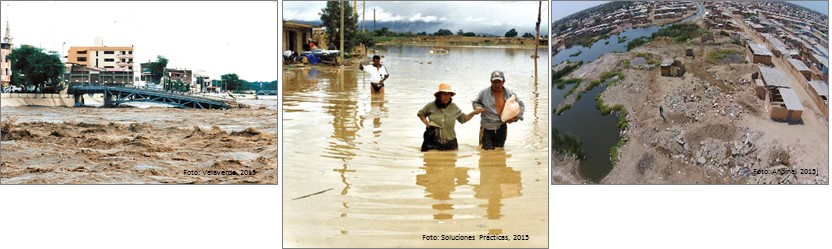 Foto: Velaverde, 2015
Foto: Soluciones Prácticas, 2015
Foto: Andina, 2015]